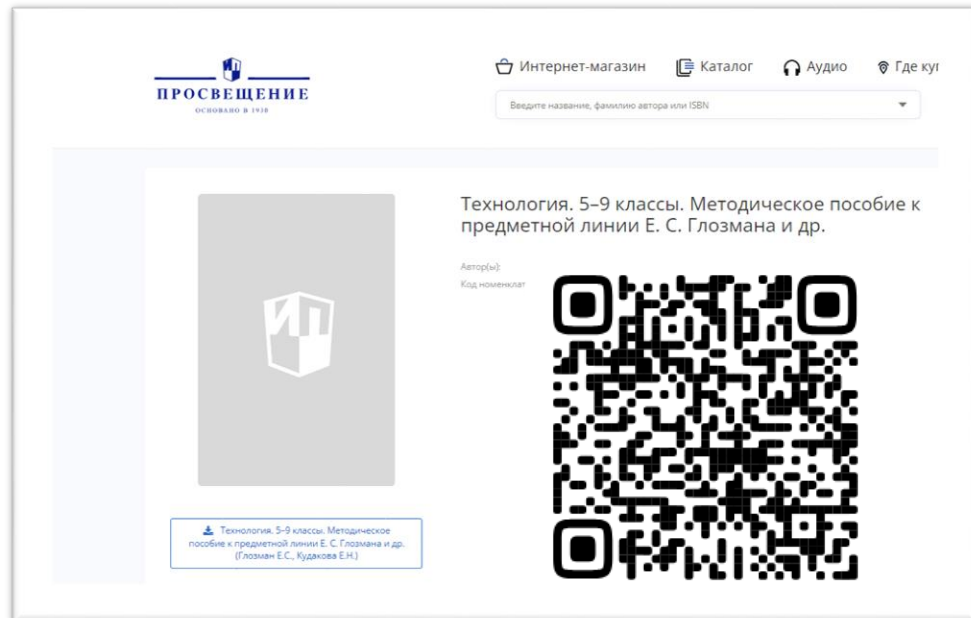 ПРОСВЕЩЕНИЕ
ОСНОВАНО В 1930
Интернет-магазин Каталог Аудио Где куп
Введите название, фамилию автора или ISBN
Технология. 5–9 классы. Методическое пособие к
предметной линии Е. С. Глозмана и др.
Автор(ы):
Код номенклат
Технология. 5–9 классы. Методическое
пособие к предметной линии Е. С. Глозмана и др.
(Глозман Е.С., Кудакова Е.Н.)